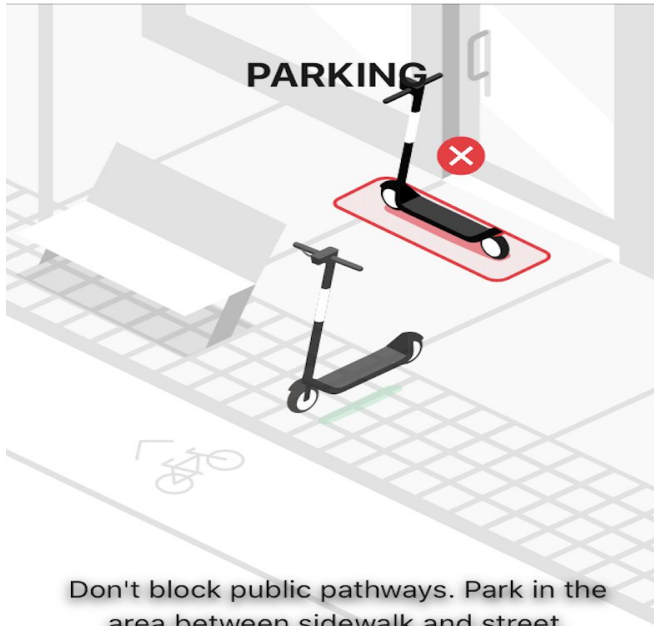 PARKING
Don't block public pathways. Park in the
area between sidewalk and street.